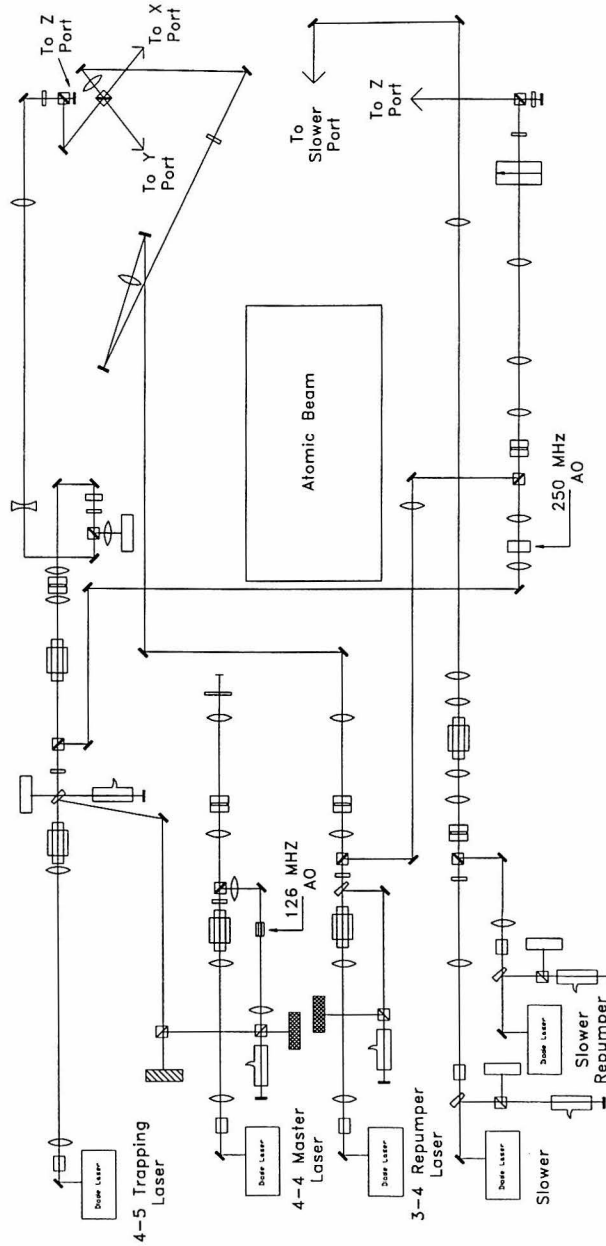 To Z
Port
To X
Port
To Y
Port
To
Slower
Port
To Z
Port
Atomic Beam
250 MHz
AO
126 MHZ
AO
Diode Laser
4-5 Trapping
Laser
Diode Laser
4-4 Master
Laser
Diode Laser
3-4 Repumper
Laser
Diode Laser
Slower
Diode Laser
Slower
Repumper